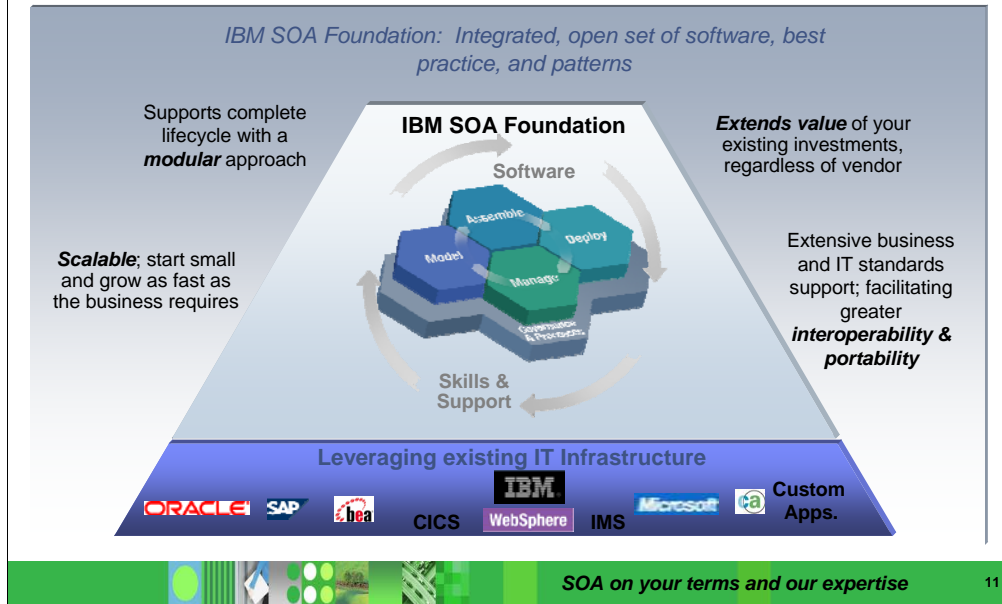 IBM SOA Foundation: Integrated, open set of software, best
practice, and patterns
Supports complete
lifecycle with a
modular approach
IBM SOA Foundation
Extends value of your
existing investments,
regardless of vendor
Software
Assemble
Deploy
Model
Manage
Governance
& Processes
Scalable; start small
and grow as fast as
the business requires
Extensive business
and IT standards
support; facilitating
greater
interoperability &
portability
Skills &
Support
Leveraging existing IT Infrastructure
ORACLE
SAP
bea
CICS
IBM
WebSphere
IMS
Microsoft
ca
Custom
Apps.
SOA on your terms and our expertise
11